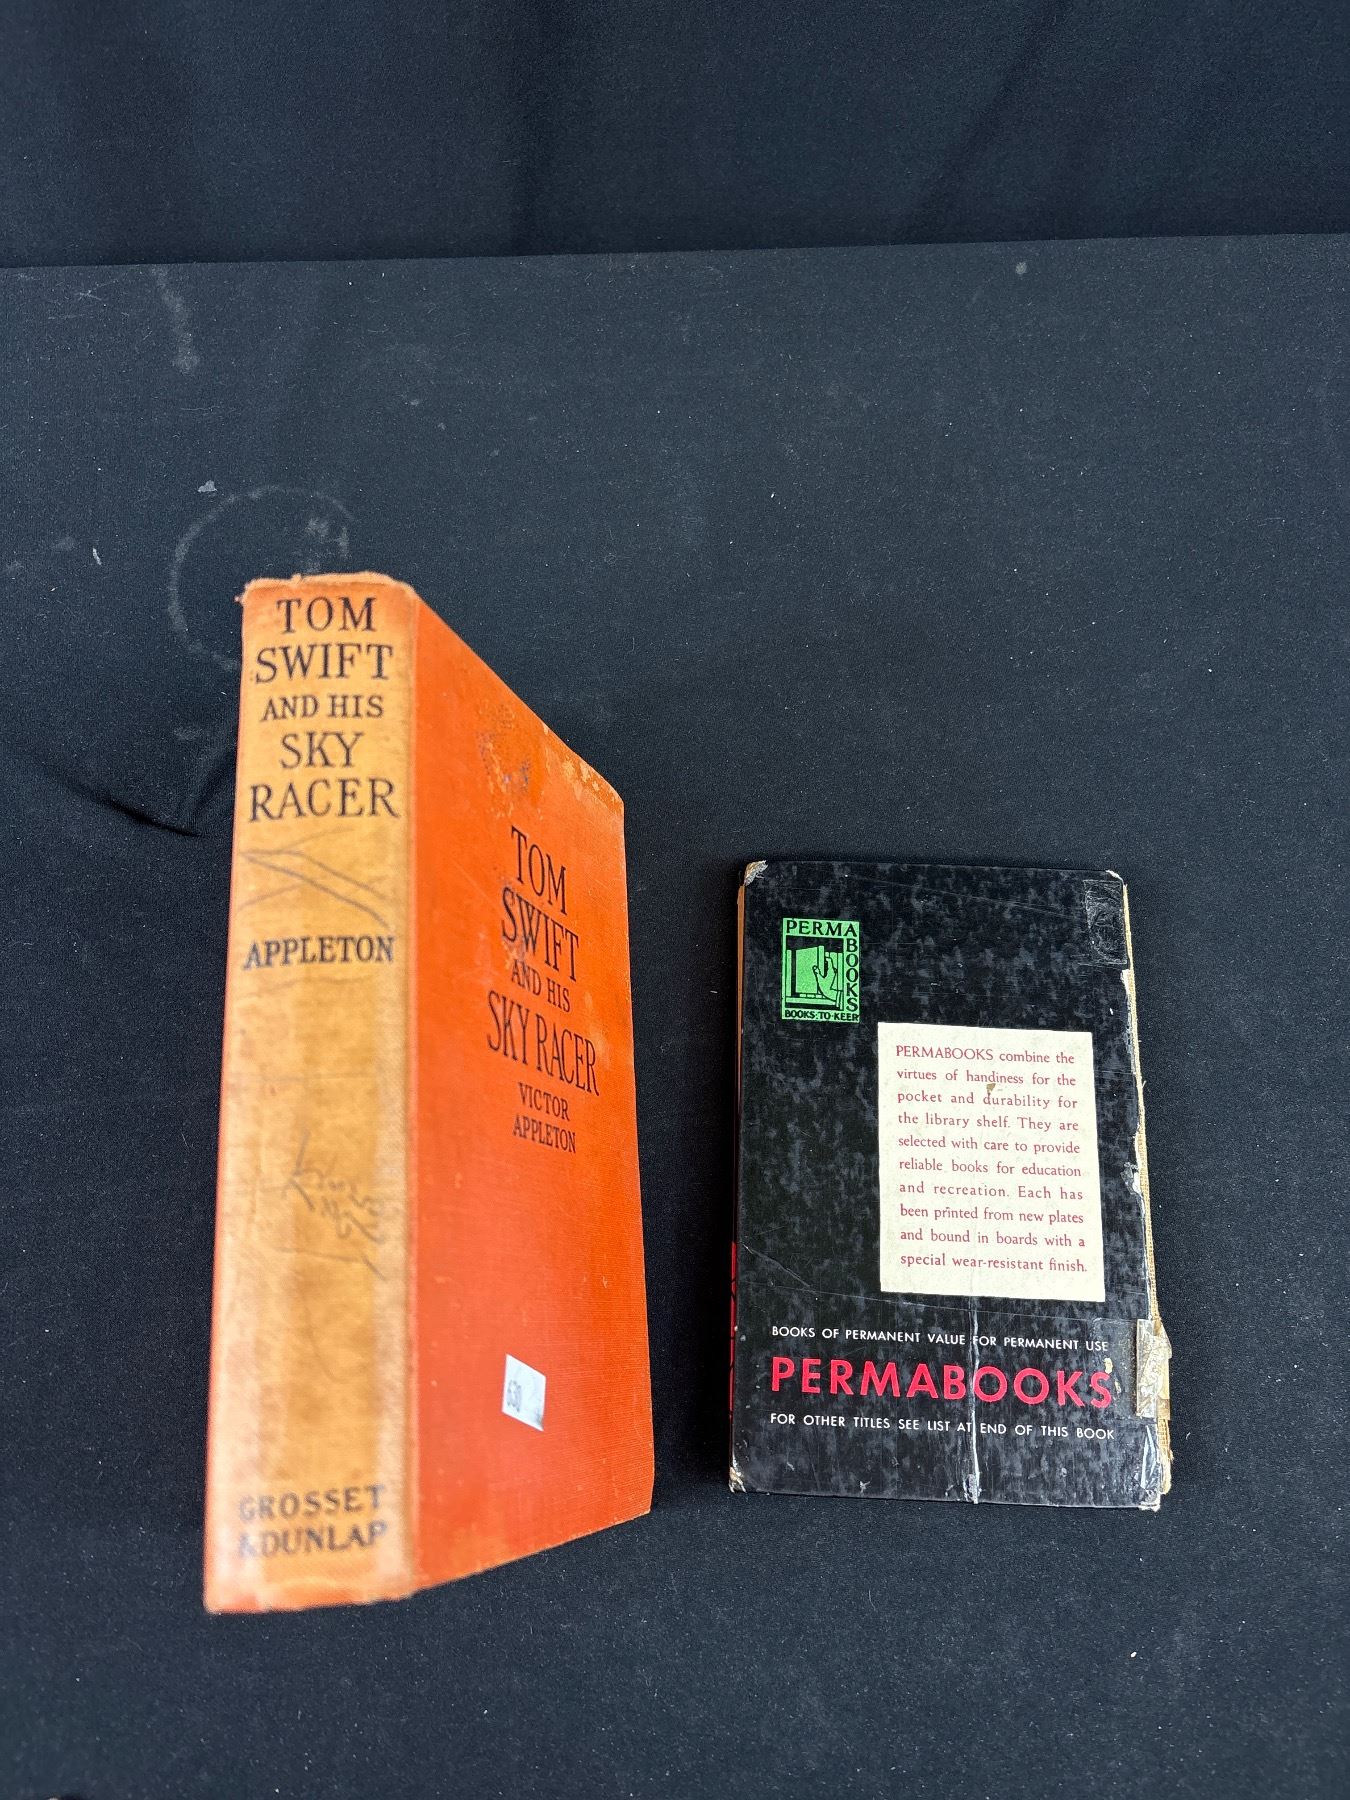 TOM
SWIFT
AND HIS
SKY
RACER
APPLETON
GROSSET
& DUNLAP
TOM
SWIFT
AND HIS
SKY RACER
VICTOR
APPLETON
630
PERMA
BOOKS
BOOKS·TO·KEEP
PERMABOOKS combine the
virtues of handiness for the
pocket and durability for
the library shelf. They are
selected with care to provide
reliable books for education
and recreation. Each has
been printed from new plates
and bound in boards with a
special wear-resistant finish.
BOOKS OF PERMANENT VALUE FOR PERMANENT USE
PERMABOOKS
FOR OTHER TITLES SEE LIST AT END OF THIS BOOK